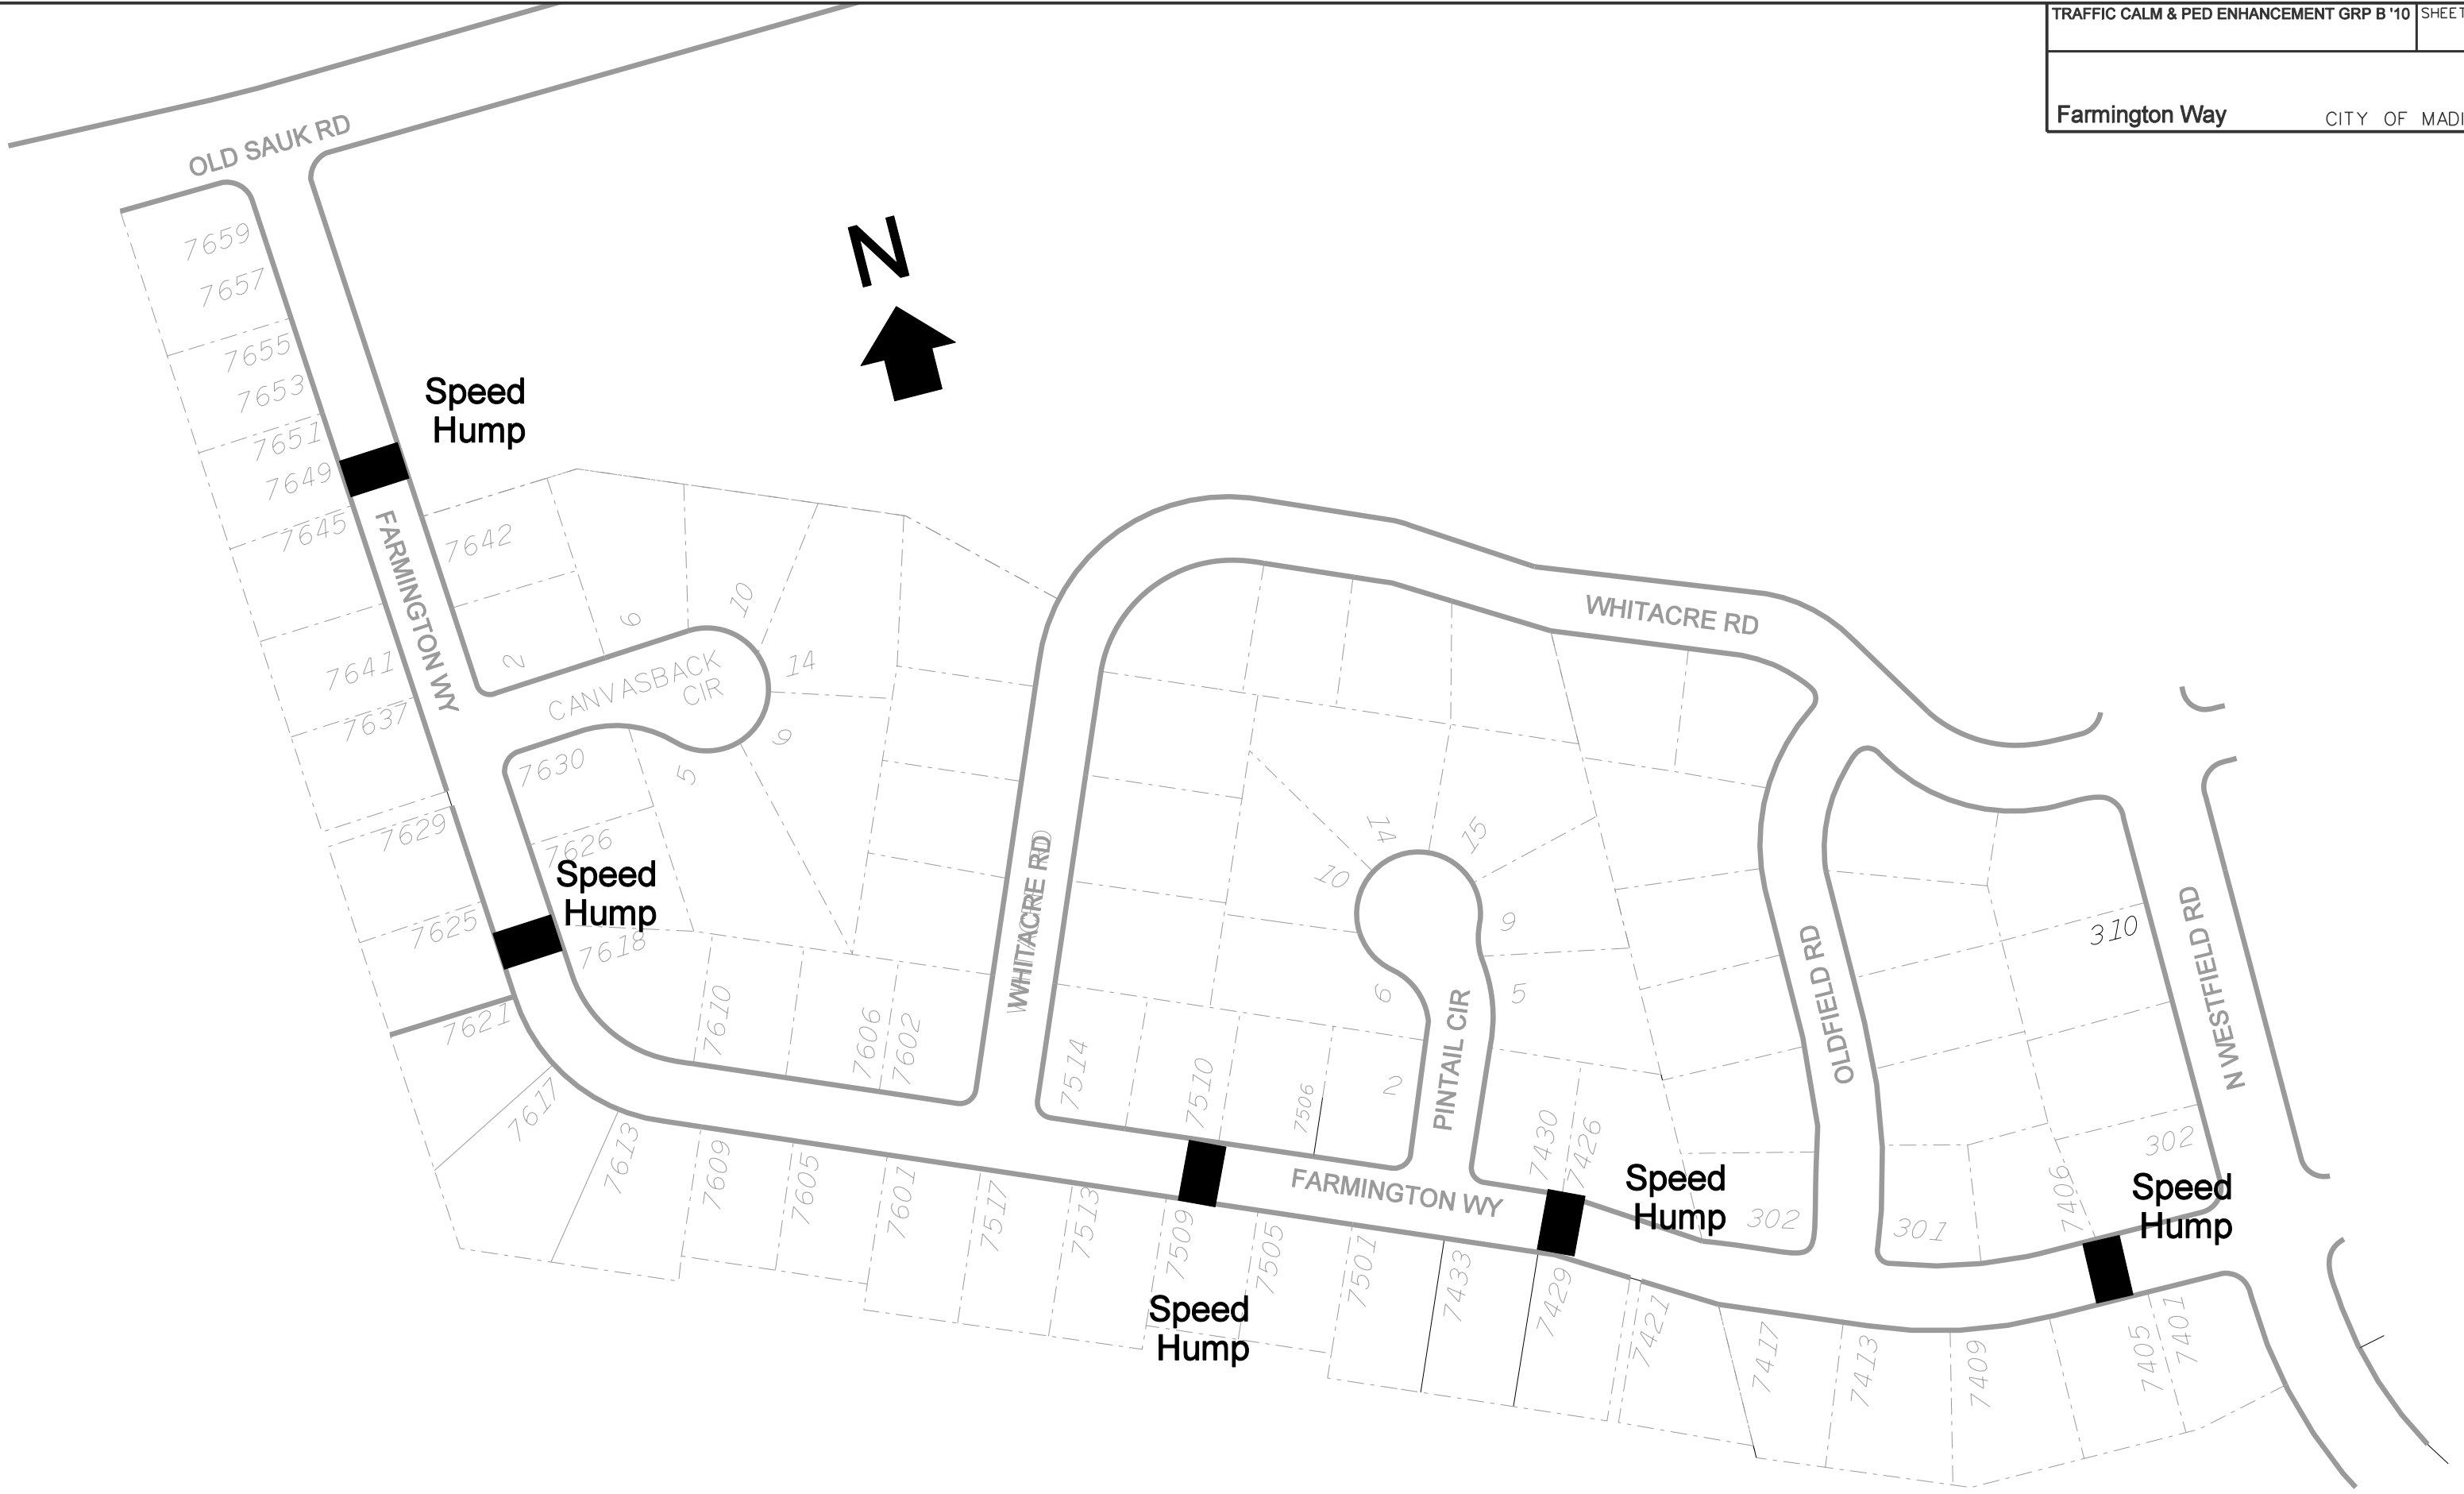 TRAFFIC CALM & PED ENHANCEMENT GRP B '10
SHEET
Farmington Way
CITY OF MADI
OLD SAUK RD
N
7659
7657
7655
7653
7651
7649
7645
7641
7637
7629
7625
7621
7617
7613
7609
7605
7601
7517
7513
7509
7505
7501
7433
7429
7421
7417
7413
7409
7405
7401
Speed
Hump
FARMINGTON WY
7642
2
6
10
14
9
5
CANVASBACK
CIR
7630
7626
Speed
Hump
7618
7610
7606
7602
WHITACRE RD
WHITACRE RD
7514
7510
7506
2
6
10
14
15
9
5
PINTAIL CIR
FARMINGTON WY
Speed
Hump
7430
7426
Speed
Hump
302
OLDFIELD RD
301
310
N WESTFIELD RD
302
7406
Speed
Hump